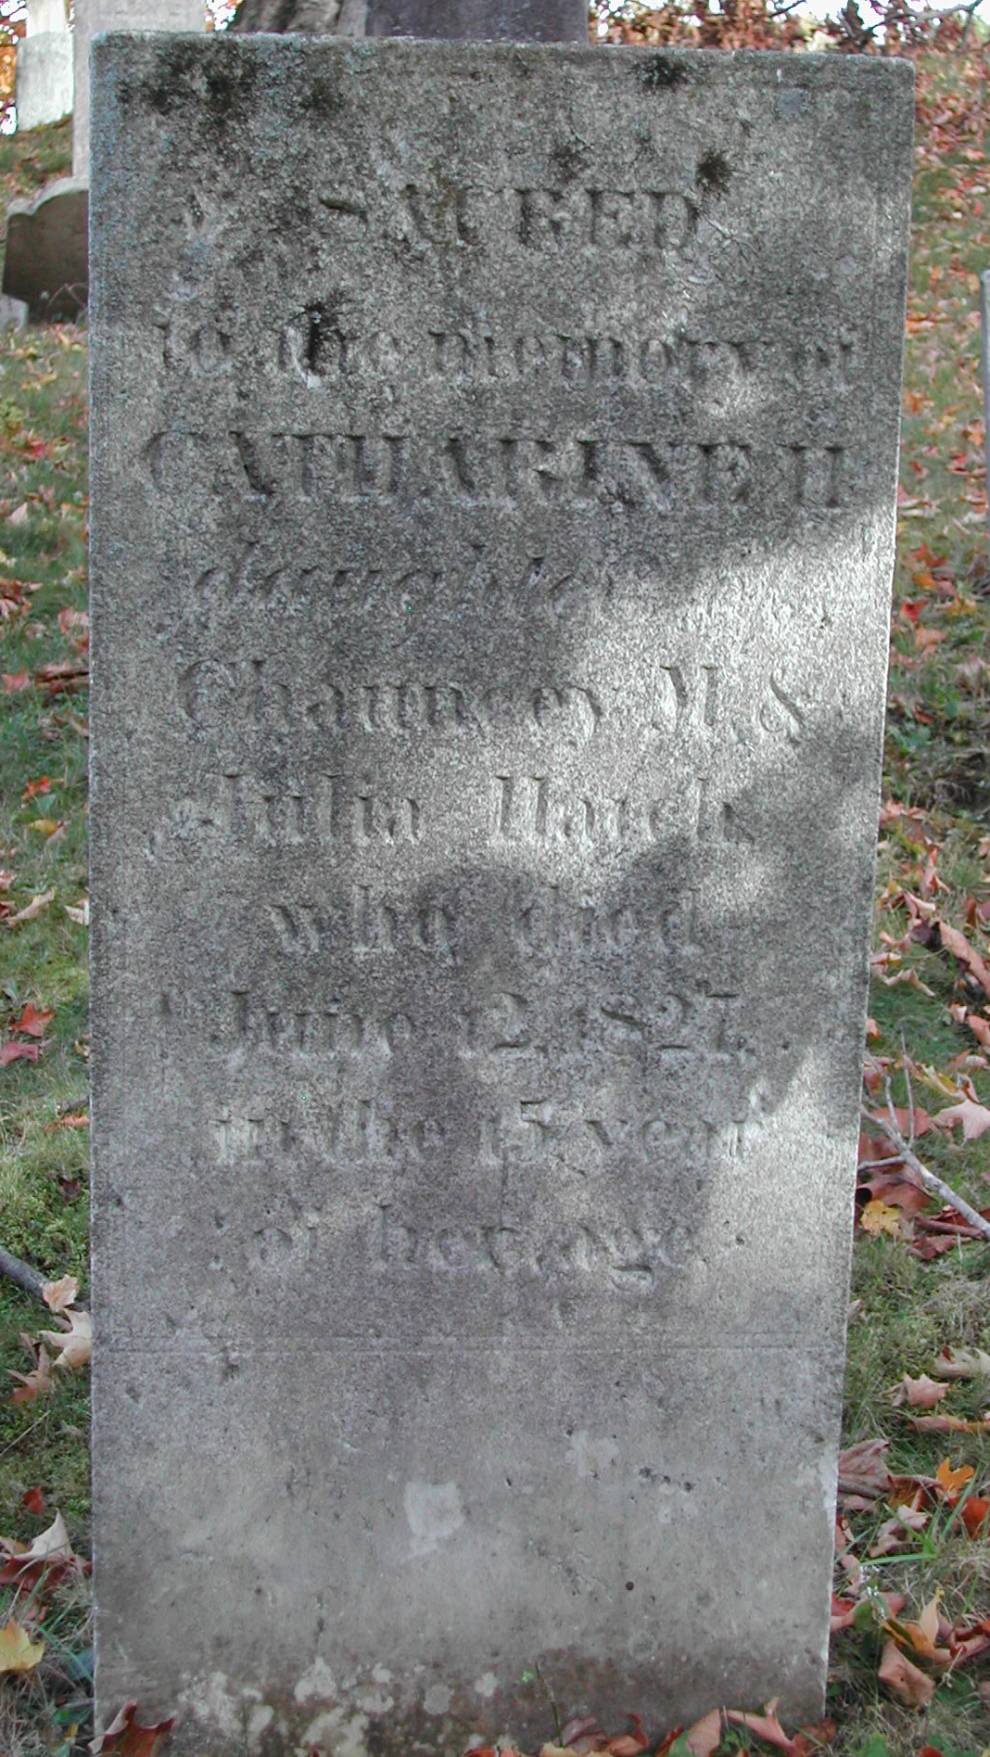 SACRED
to the memory of
CATHARINE H
daughter of
Chauncey M. &
Julia Hatch
who died
June 12, 1827,
in the 15 year
of her age.